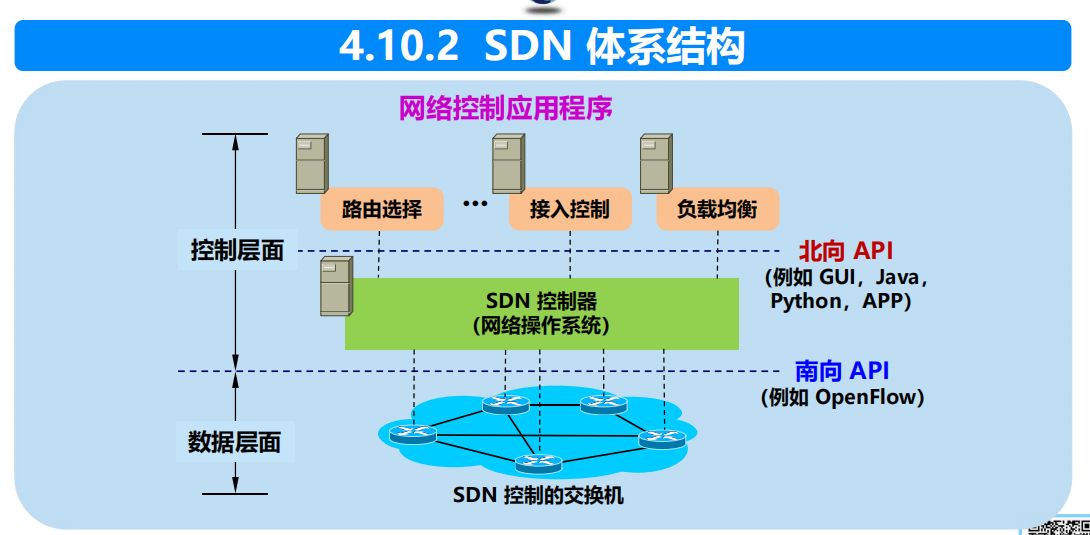 4.10.2 SDN 体系结构
网络控制应用程序
路由选择
...
接入控制
负载均衡
控制层面
北向 API
(例如 GUI，Java，
Python，APP）
SDN 控制器
（网络操作系统）
南向 API
（例如 OpenFlow）
数据层面
SDN 控制的交换机